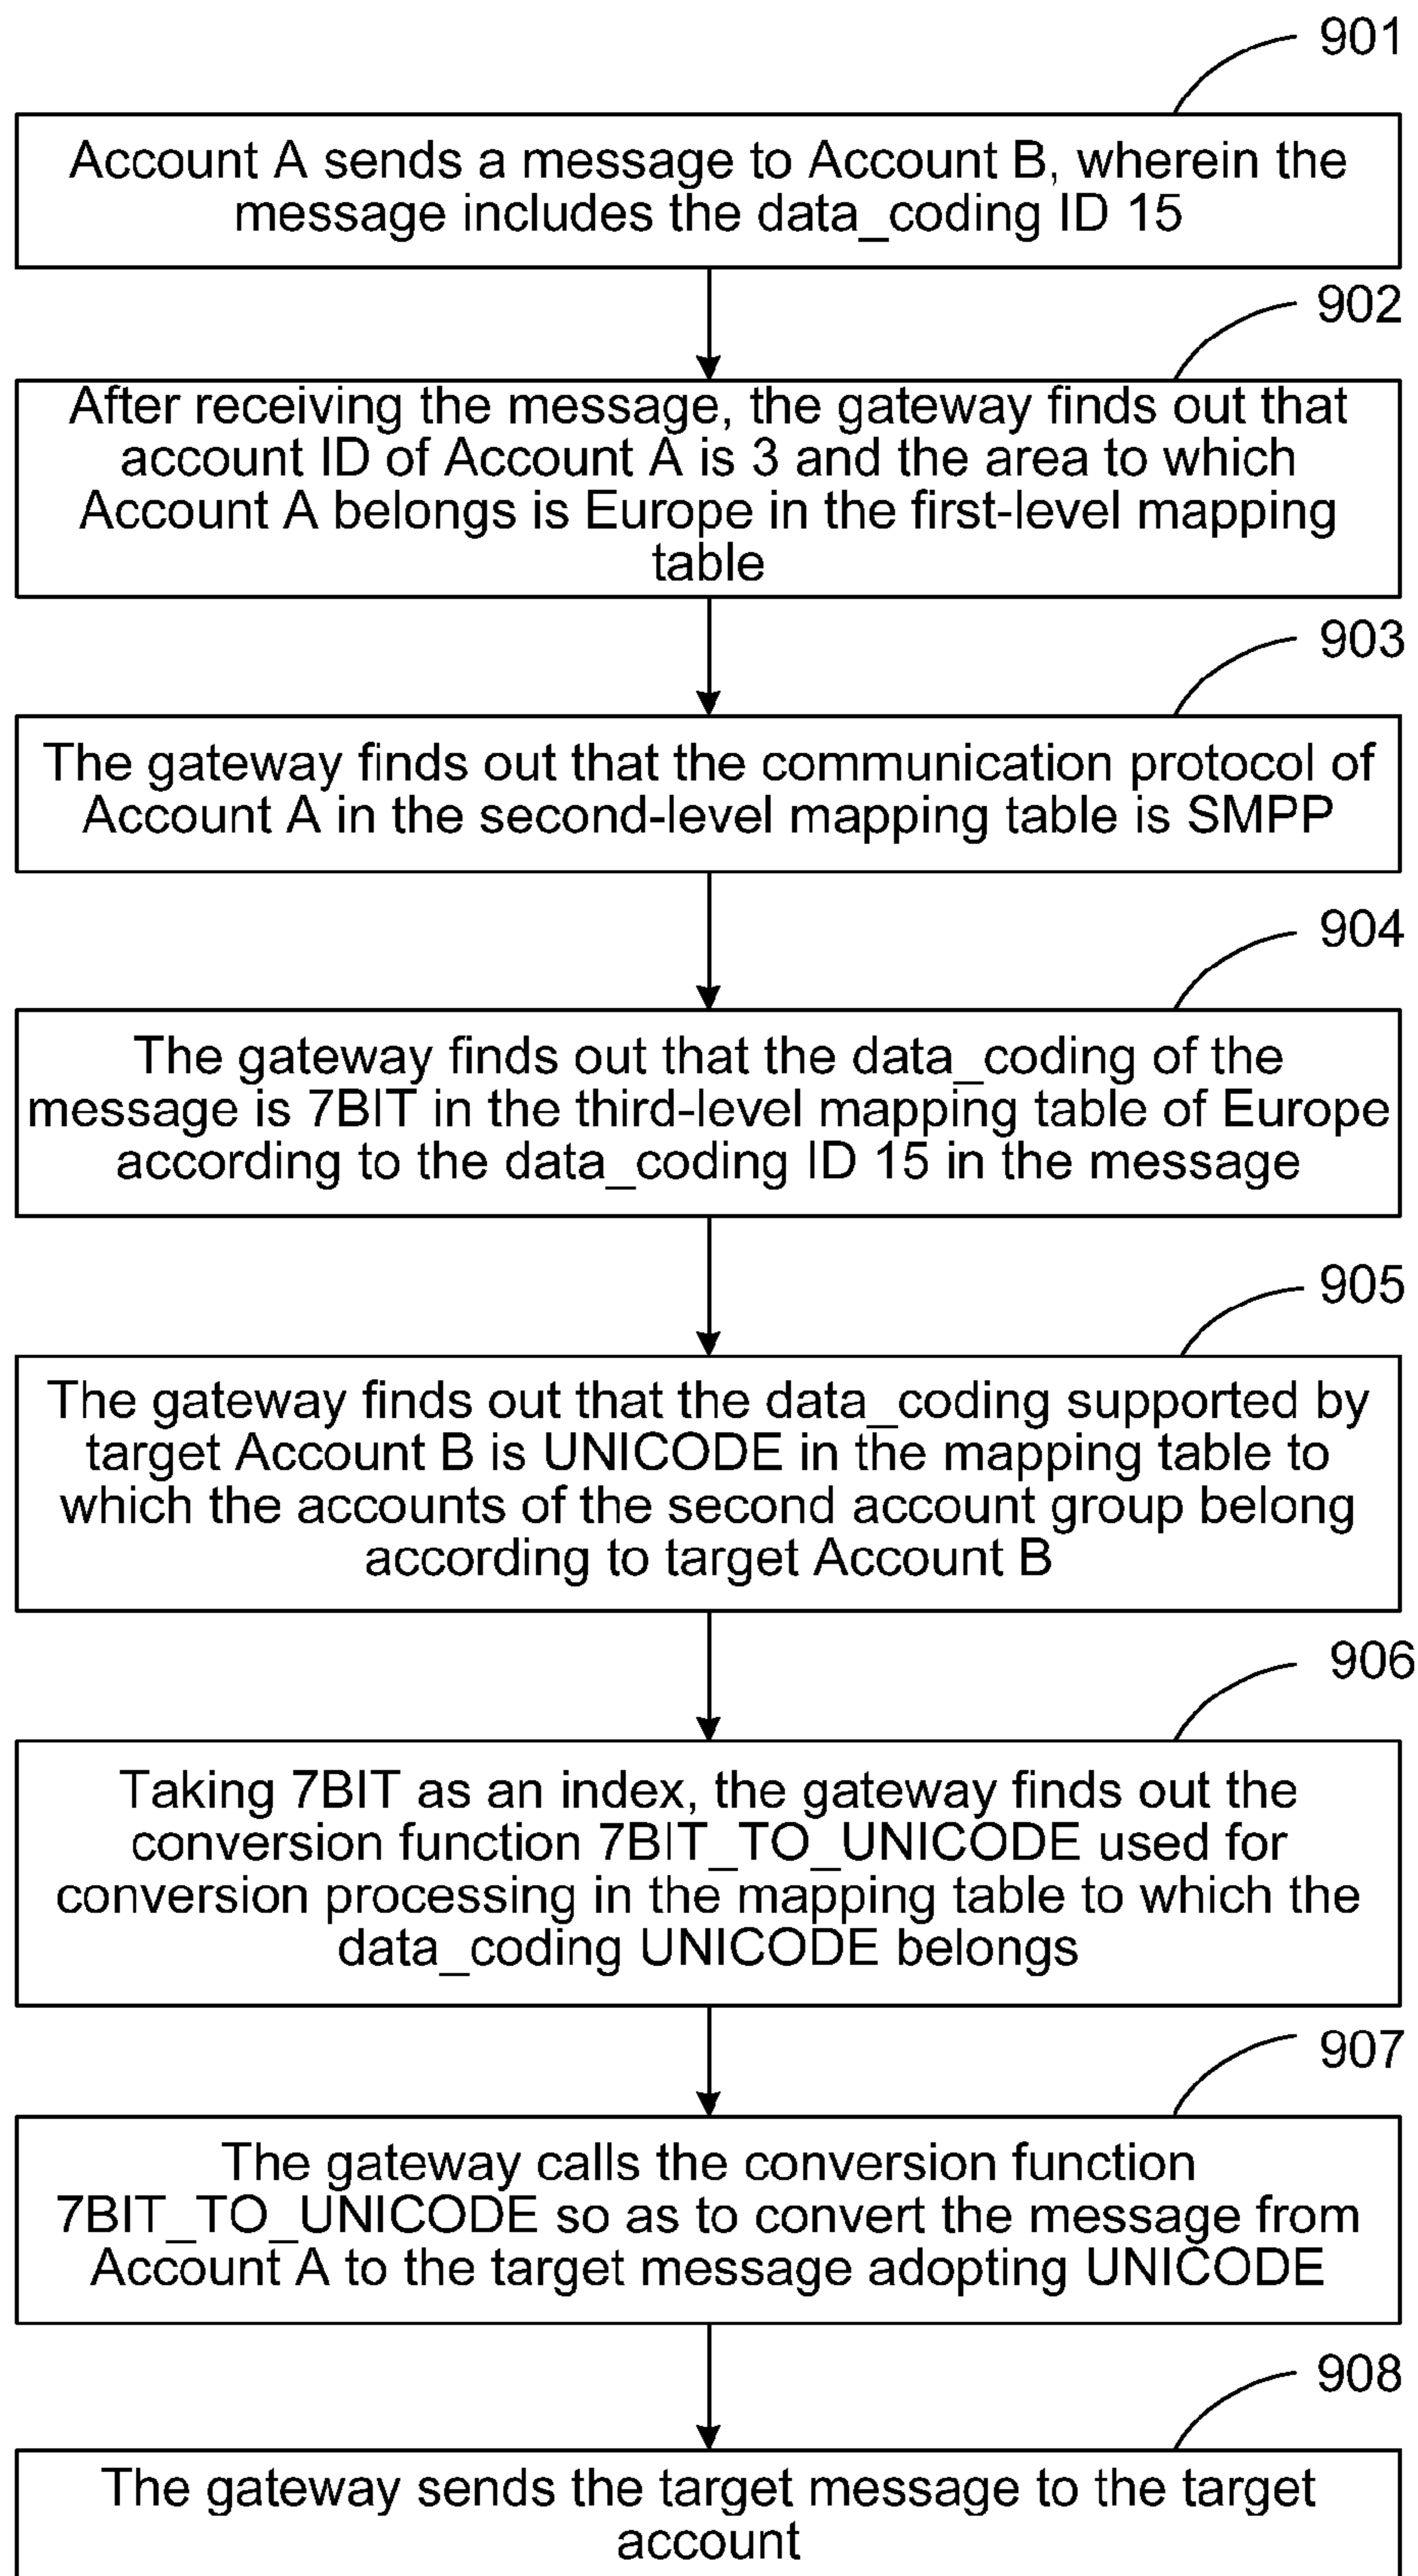 901
Account A sends a message to Account B, wherein the
message includes the data_coding ID 15
902
After receiving the message, the gateway finds out that
account ID of Account A is 3 and the area to which
Account A belongs is Europe in the first-level mapping
table
903
The gateway finds out that the communication protocol of
Account A in the second-level mapping table is SMPP
904
The gateway finds out that the data_coding of the
message is 7BIT in the third-level mapping table of Europe
according to the data_coding ID 15 in the message
905
The gateway finds out that the data_coding supported by
target Account B is UNICODE in the mapping table to
which the accounts of the second account group belong
according to target Account B
906
Taking 7BIT as an index, the gateway finds out the
conversion function 7BIT_TO_UNICODE used for
conversion processing in the mapping table to which the
data_coding UNICODE belongs
907
The gateway calls the conversion function
7BIT_TO_UNICODE so as to convert the message from
Account A to the target message adopting UNICODE
908
The gateway sends the target message to the target
account